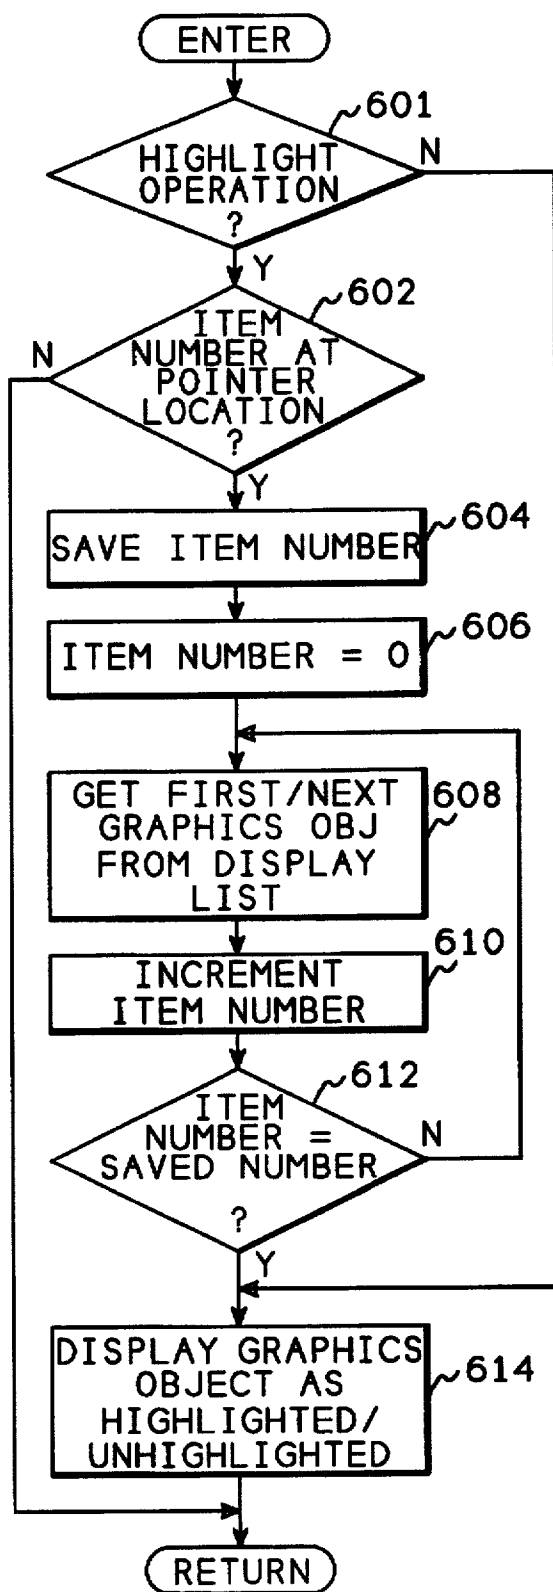 ENTER
601
HIGHLIGHT
OPERATION
?
N
Y
602
ITEM
NUMBER AT
POINTER
LOCATION
?
N
Y
SAVE ITEM NUMBER
604
ITEM NUMBER = 0
606
GET FIRST/NEXT
GRAPHICS OBJ
FROM DISPLAY
LIST
608
INCREMENT
ITEM NUMBER
610
612
ITEM
NUMBER =
SAVED NUMBER
?
N
Y
DISPLAY GRAPHICS
OBJECT AS
HIGHLIGHTED/
UNHIGHLIGHTED
614
RETURN